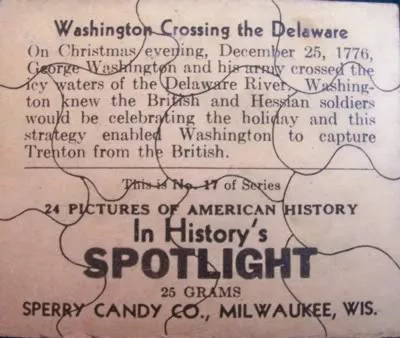 Washington Crossing the Delaware
On Christmas evening, December 25, 1776,
George Washington and his army crossed the
icy waters of the Delaware River. Washing-
ton knew the British and Hessian soldiers
would be celebrating the holiday and this
strategy enabled Washington to capture
Trenton from the British.
This is No. 17 of Series
24 PICTURES OF AMERICAN HISTORY
In History's
SPOTLIGHT
25 GRAMS
SPERRY CANDY CO., MILWAUKEE, WIS.